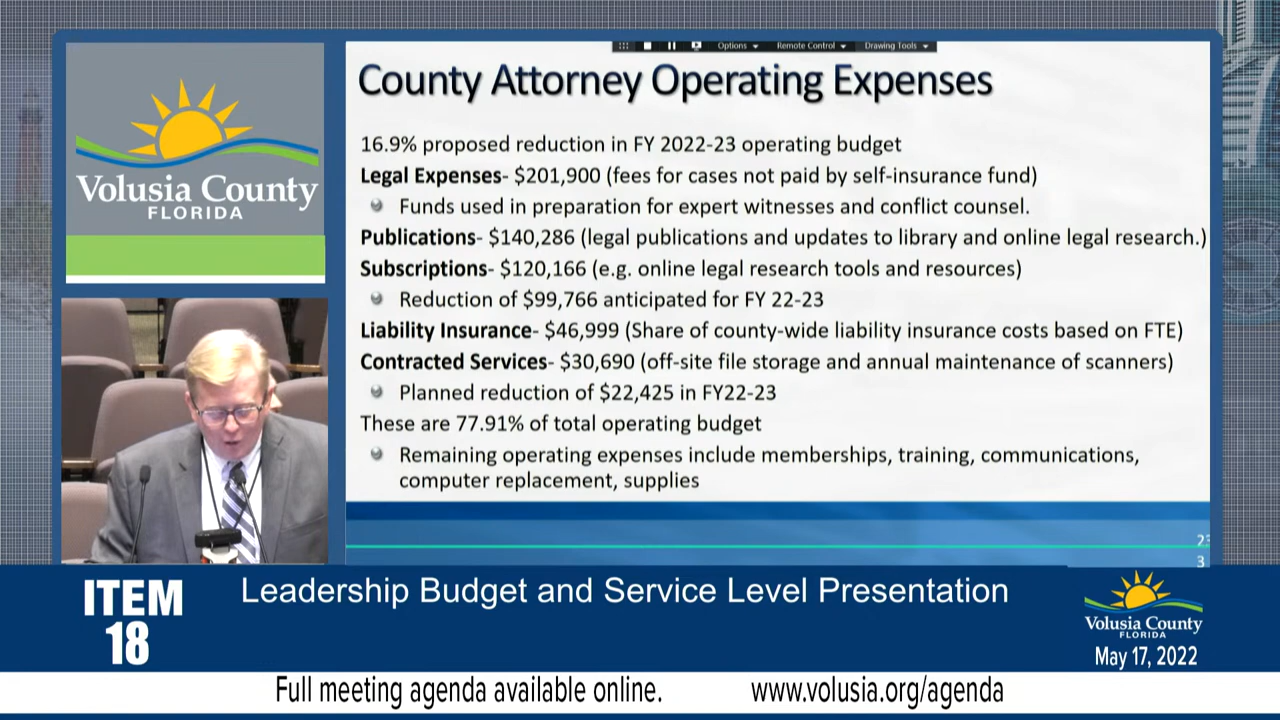 Options
Remote Control
Drawing Tools
County Attorney Operating Expenses
16.9% proposed reduction in FY 2022-23 operating budget
Legal Expenses- $201,900 (fees for cases not paid by self-insurance fund)
Funds used in preparation for expert witnesses and conflict counsel.
Publications- $140,286 (legal publications and updates to library and online legal research.)
Subscriptions- $120,166 (e.g. online legal research tools and resources)
Reduction of $99,766 anticipated for FY 22-23
Liability Insurance- $46,999 (Share of county-wide liability insurance costs based on FTE)
Contracted Services- $30,690 (off-site file storage and annual maintenance of scanners)
Planned reduction of $22,425 in FY22-23
These are 77.91% of total operating budget
Remaining operating expenses include memberships, training, communications,
computer replacement, supplies
23
3
Volusia County
FLORIDA
ITEM
18
Leadership Budget and Service Level Presentation
Volusia County
FLORIDA
May 17, 2022
Full meeting agenda available online.
www.volusia.org/agenda